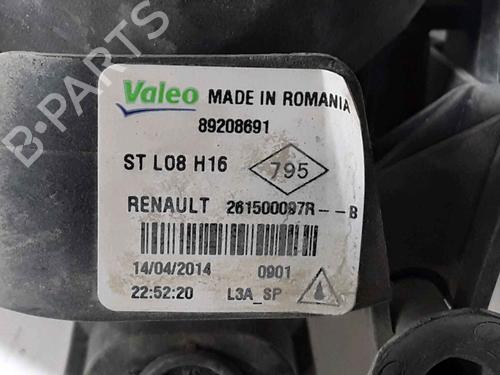 Valeo MADE IN ROMANIA
89208691
ST L08 H16 795
RENAULT 261500097R--B
14/04/2014 0901
22:52:20 L3A_SP
B-PARTS